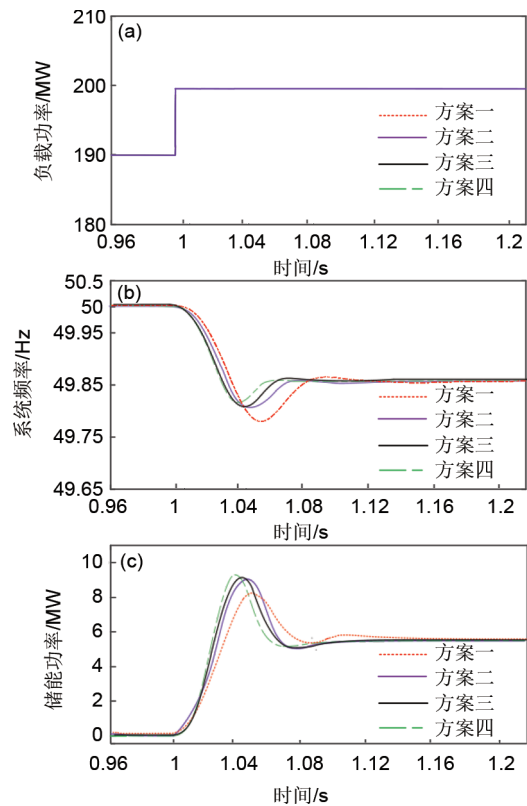 (a)
210
200
190
180
负载功率/MW
方案一
方案二
方案三
方案四
0.96 1 1.04 1.08 1.12 1.16 1.2
时间/s
(b)
50.5
50
49.85
49.75
49.65
系统频率/Hz
方案一
方案二
方案三
方案四
0.96 1 1.04 1.08 1.12 1.16 1.2
时间/s
(c)
10
8
6
4
2
0
储能功率/MW
方案一
方案二
方案三
方案四
0.96 1 1.04 1.08 1.12 1.16 1.2
时间/s